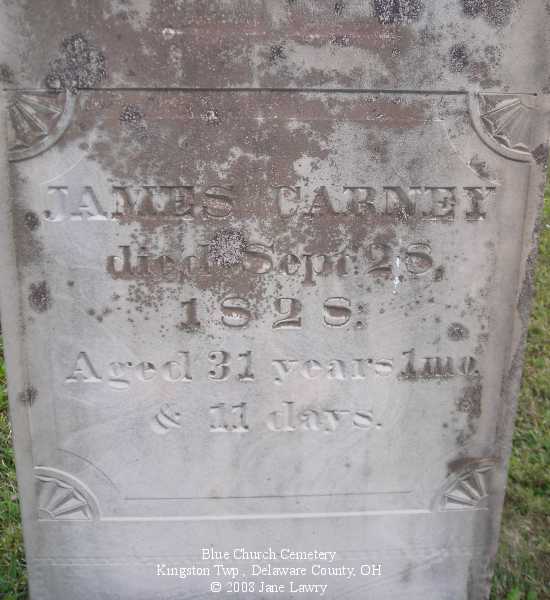 JAMES CARNEY
died Sept 28,
1828.
Aged 31 years 1mo.
& 11 days.
Blue Church Cemetery
Kingston Twp., Delaware County, OH
© 2008 Jane Lawry